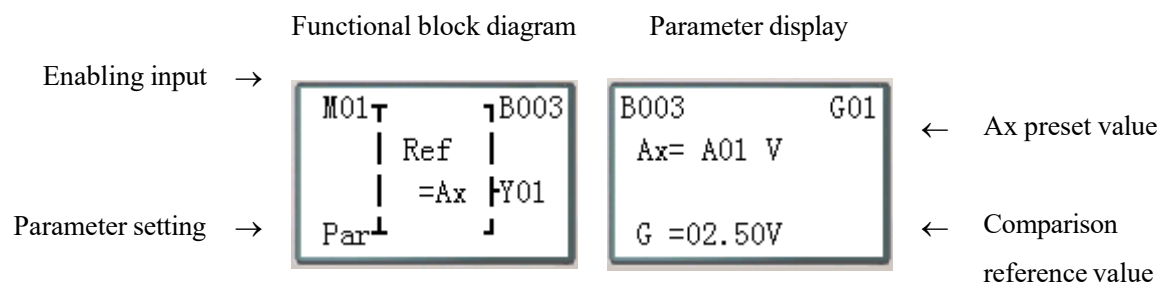 Functional block diagram Parameter display
Enabling input →
M01 B003
Ref
=Ax Y01
Parameter setting →
Par
B003 G01
Ax= A01 V
G =02.50V
← Ax preset value
← Comparison
reference value